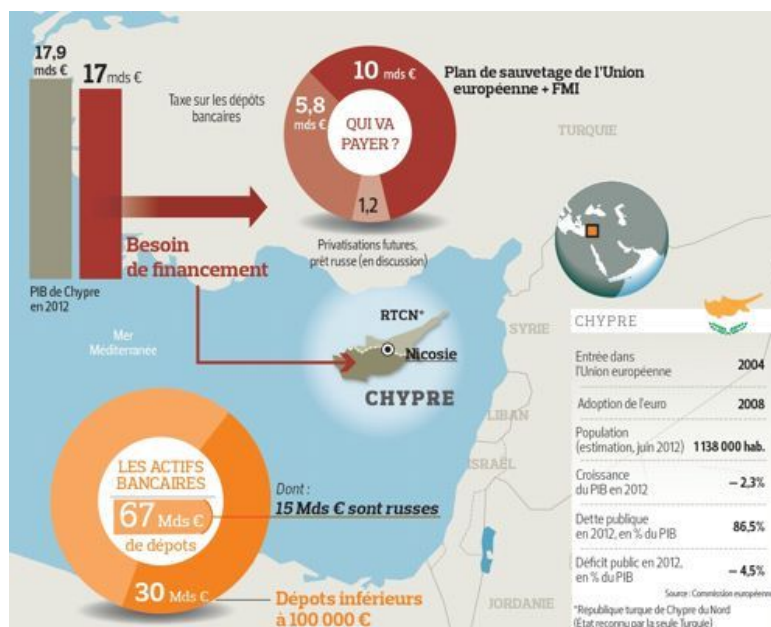 17,9
mds €
17 mds €
Taxe sur les dépôts
bancaires
10 mds €
5,8
mds €
QUI VA
PAYER ?
1,2
Plan de sauvetage de l'Union
européenne + FMI
Privatisations futures,
prêt russe (en discussion)
Besoin
de financement
PIB de Chypre
en 2012
TURQUIE
Mer
Méditerranée
RTCN*
Nicosie
CHYPRE
SYRIE
LIBAN
ISRAËL
JORDANIE
LES ACTIFS
BANCAIRES
67 Mds €
de dépots
Dont :
15 Mds € sont russes
30 Mds €
Dépots inférieurs
à 100 000 €
CHYPRE
Entrée dans
l'Union européenne 2004
Adoption de l'euro 2008
Population
(estimation, juin 2012) 1 138 000 hab.
Croissance
du PIB en 2012 – 2,3%
Dette publique
en 2012, en % du PIB 86,5%
Déficit public en 2012,
en % du PIB – 4,5%
Source : Commission européenne
*République turque de Chypre du Nord
(État reconnu par la seule Turquie)